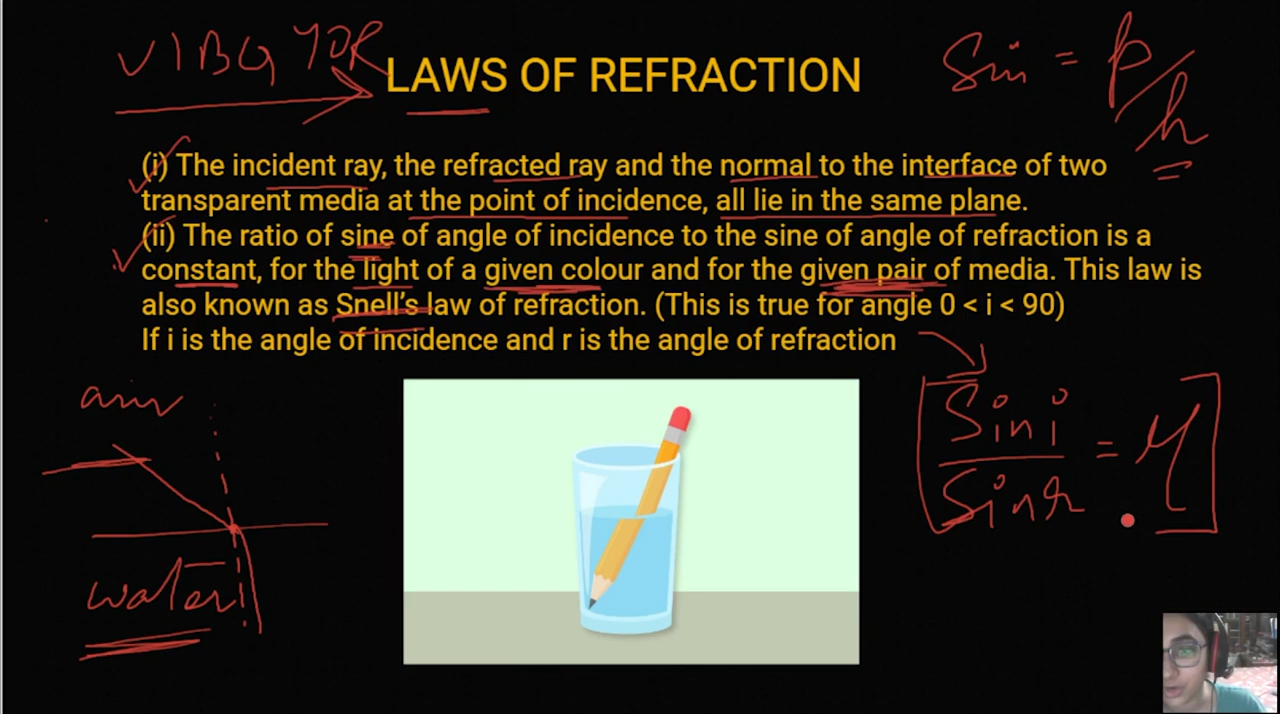 VIBGYOR
LAWS OF REFRACTION
Sin = p/h
(i) The incident ray, the refracted ray and the normal to the interface of two
transparent media at the point of incidence, all lie in the same plane.
(ii) The ratio of sine of angle of incidence to the sine of angle of refraction is a
constant, for the light of a given colour and for the given pair of media. This law is
also known as Snell's law of refraction. (This is true for angle 0 < i < 90)
If i is the angle of incidence and r is the angle of refraction
air
water
Sin i
Sin r
=